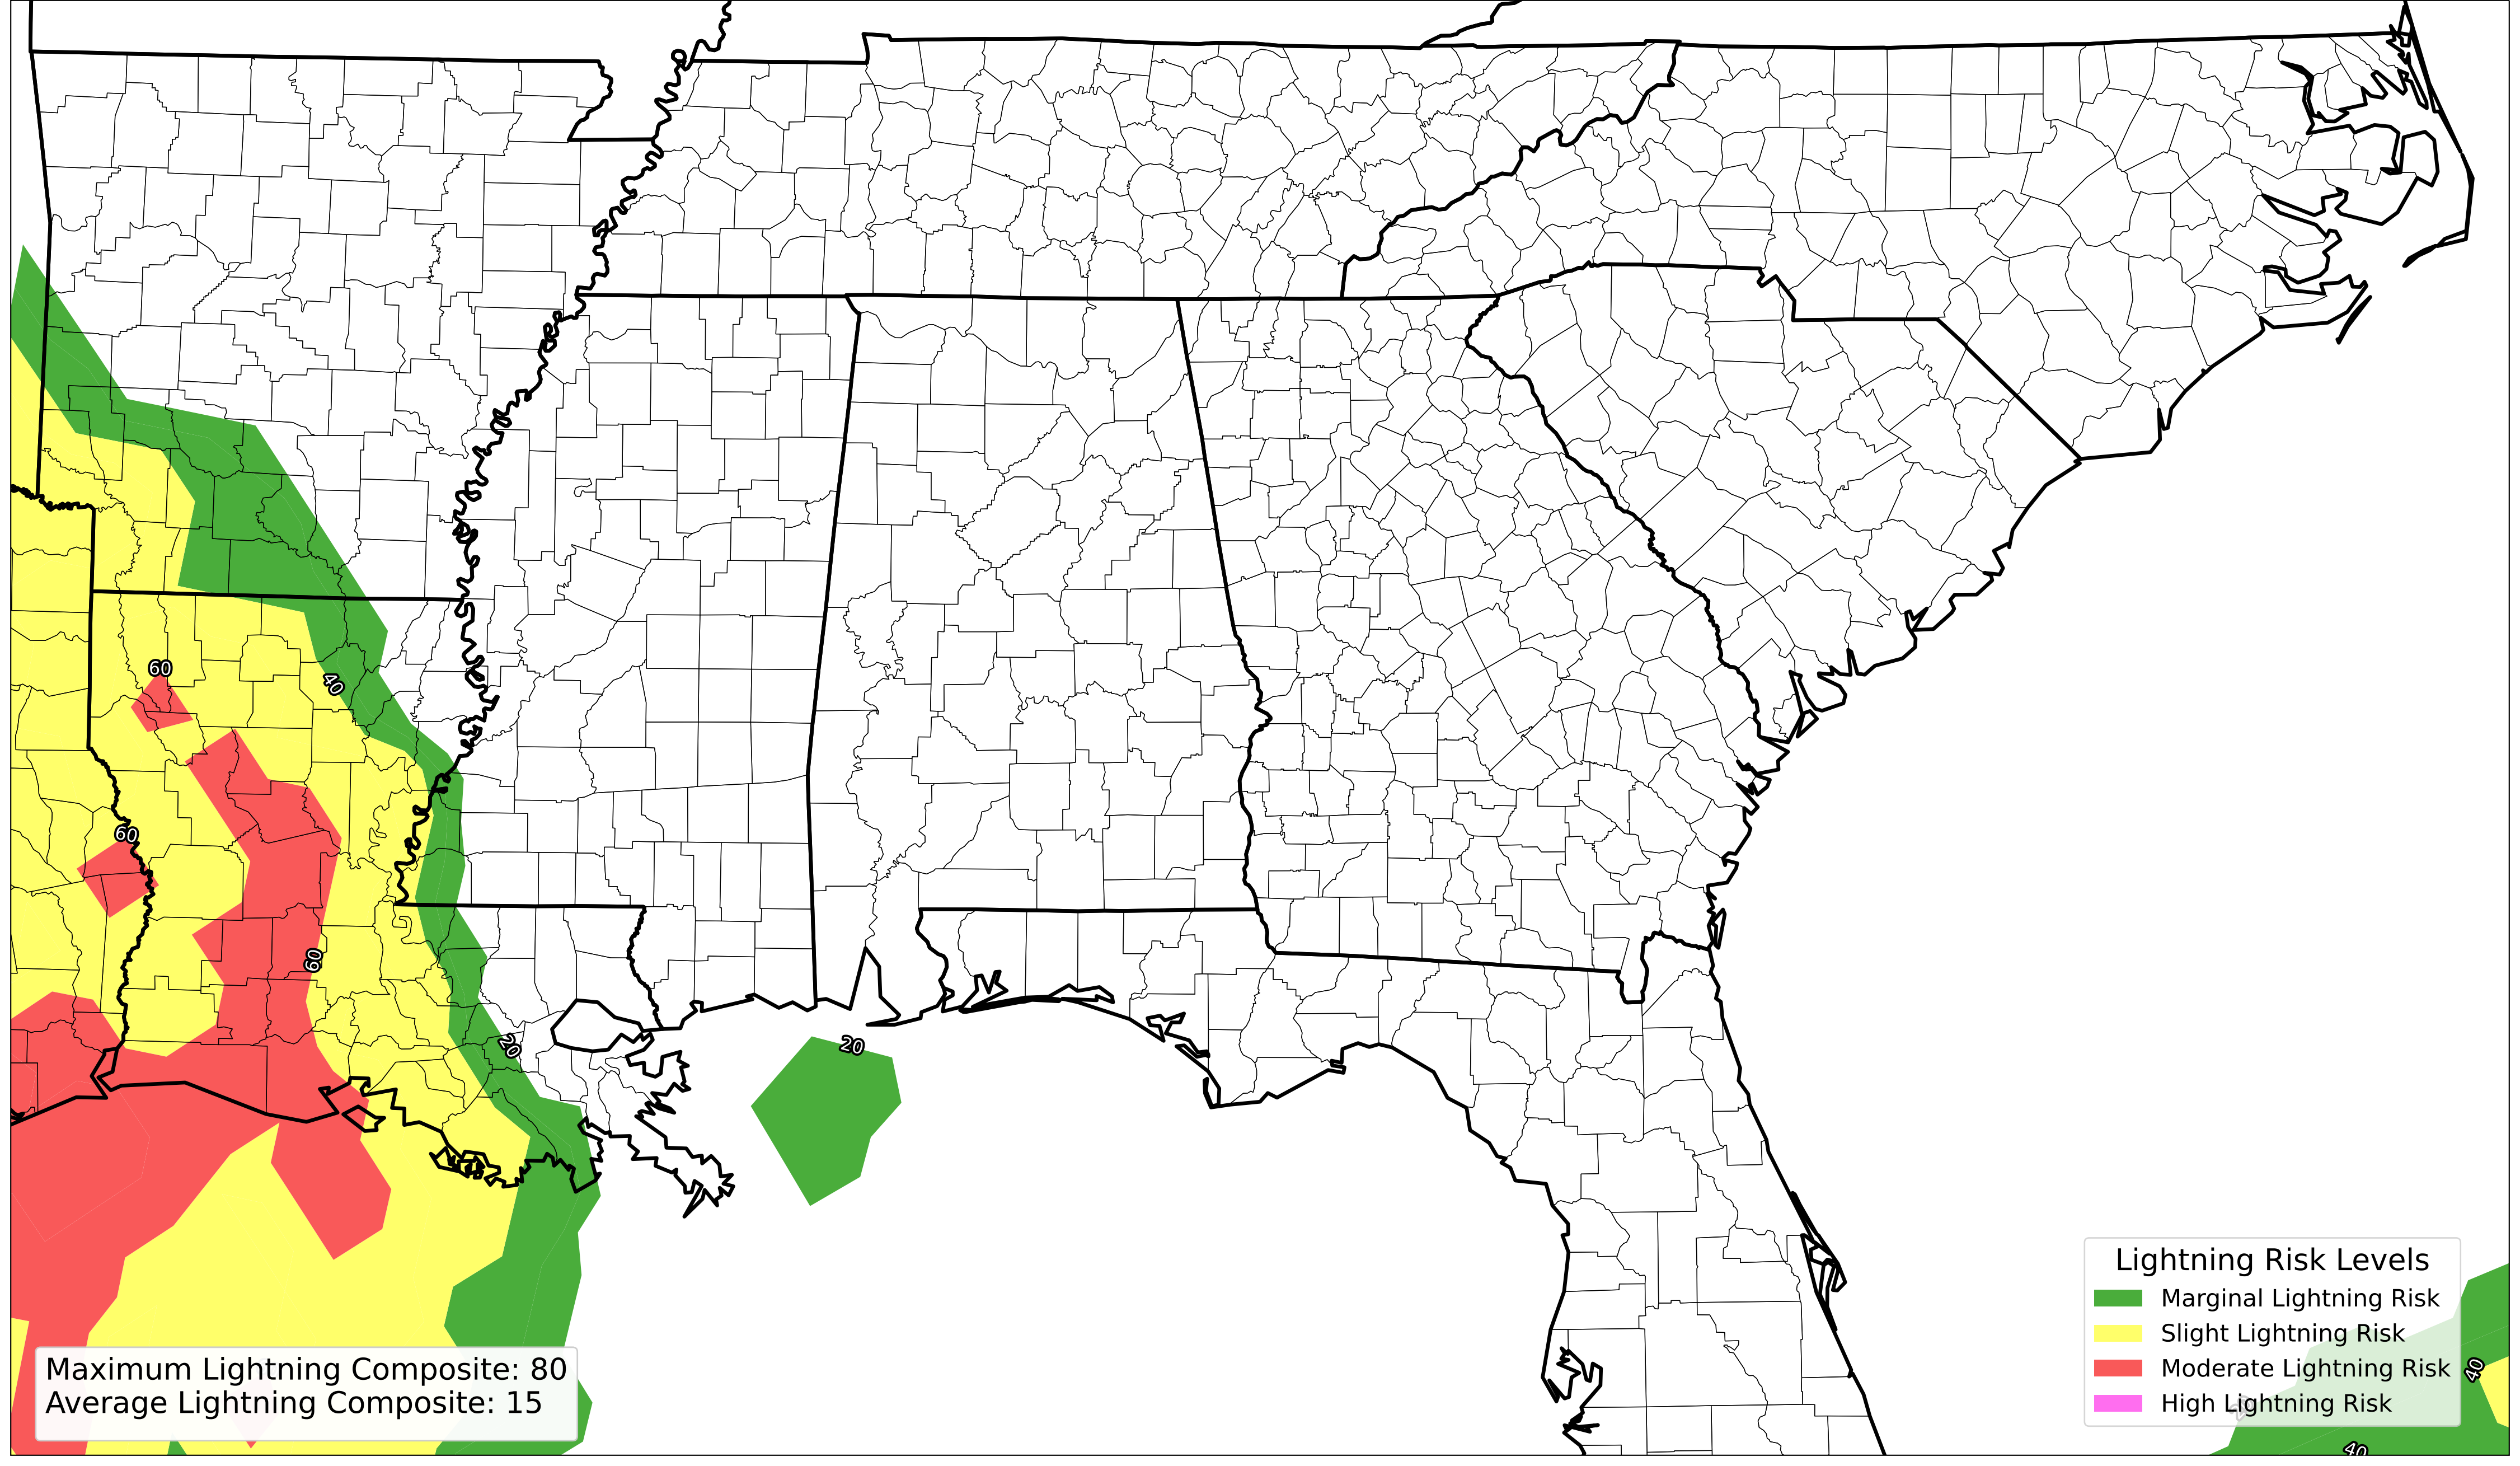 60
40
60
60
20
20
Lightning Risk Levels
Marginal Lightning Risk
Slight Lightning Risk
Moderate Lightning Risk
High Lightning Risk
Maximum Lightning Composite: 80
Average Lightning Composite: 15
40
40